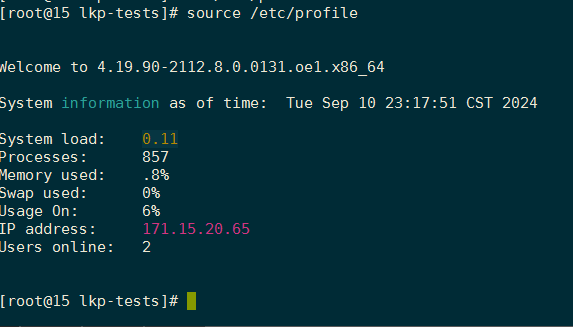 [root@15 lkp-tests]# source /etc/profile
Welcome to 4.19.90-2112.8.0.0131.oe1.x86_64
System information as of time:  Tue Sep 10 23:17:51 CST 2024
System load:    0.11
Processes:      857
Memory used:    .8%
Swap used:      0%
Usage On:       6%
IP address:     171.15.20.65
Users online:   2
[root@15 lkp-tests]#